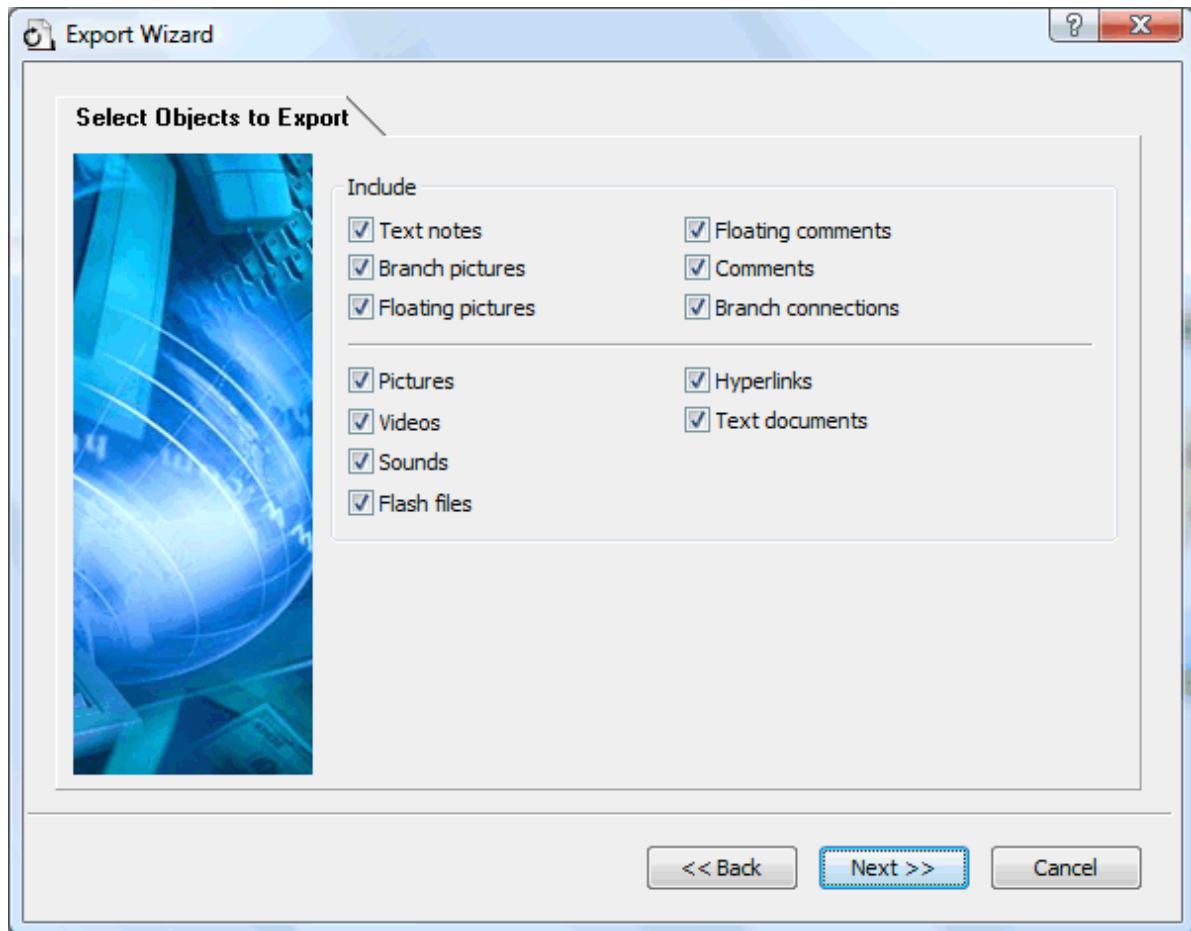 Export Wizard
Select Objects to Export
Include
Text notes
Floating comments
Branch pictures
Comments
Floating pictures
Branch connections
Pictures
Hyperlinks
Videos
Text documents
Sounds
Flash files
<< Back
Next >>
Cancel